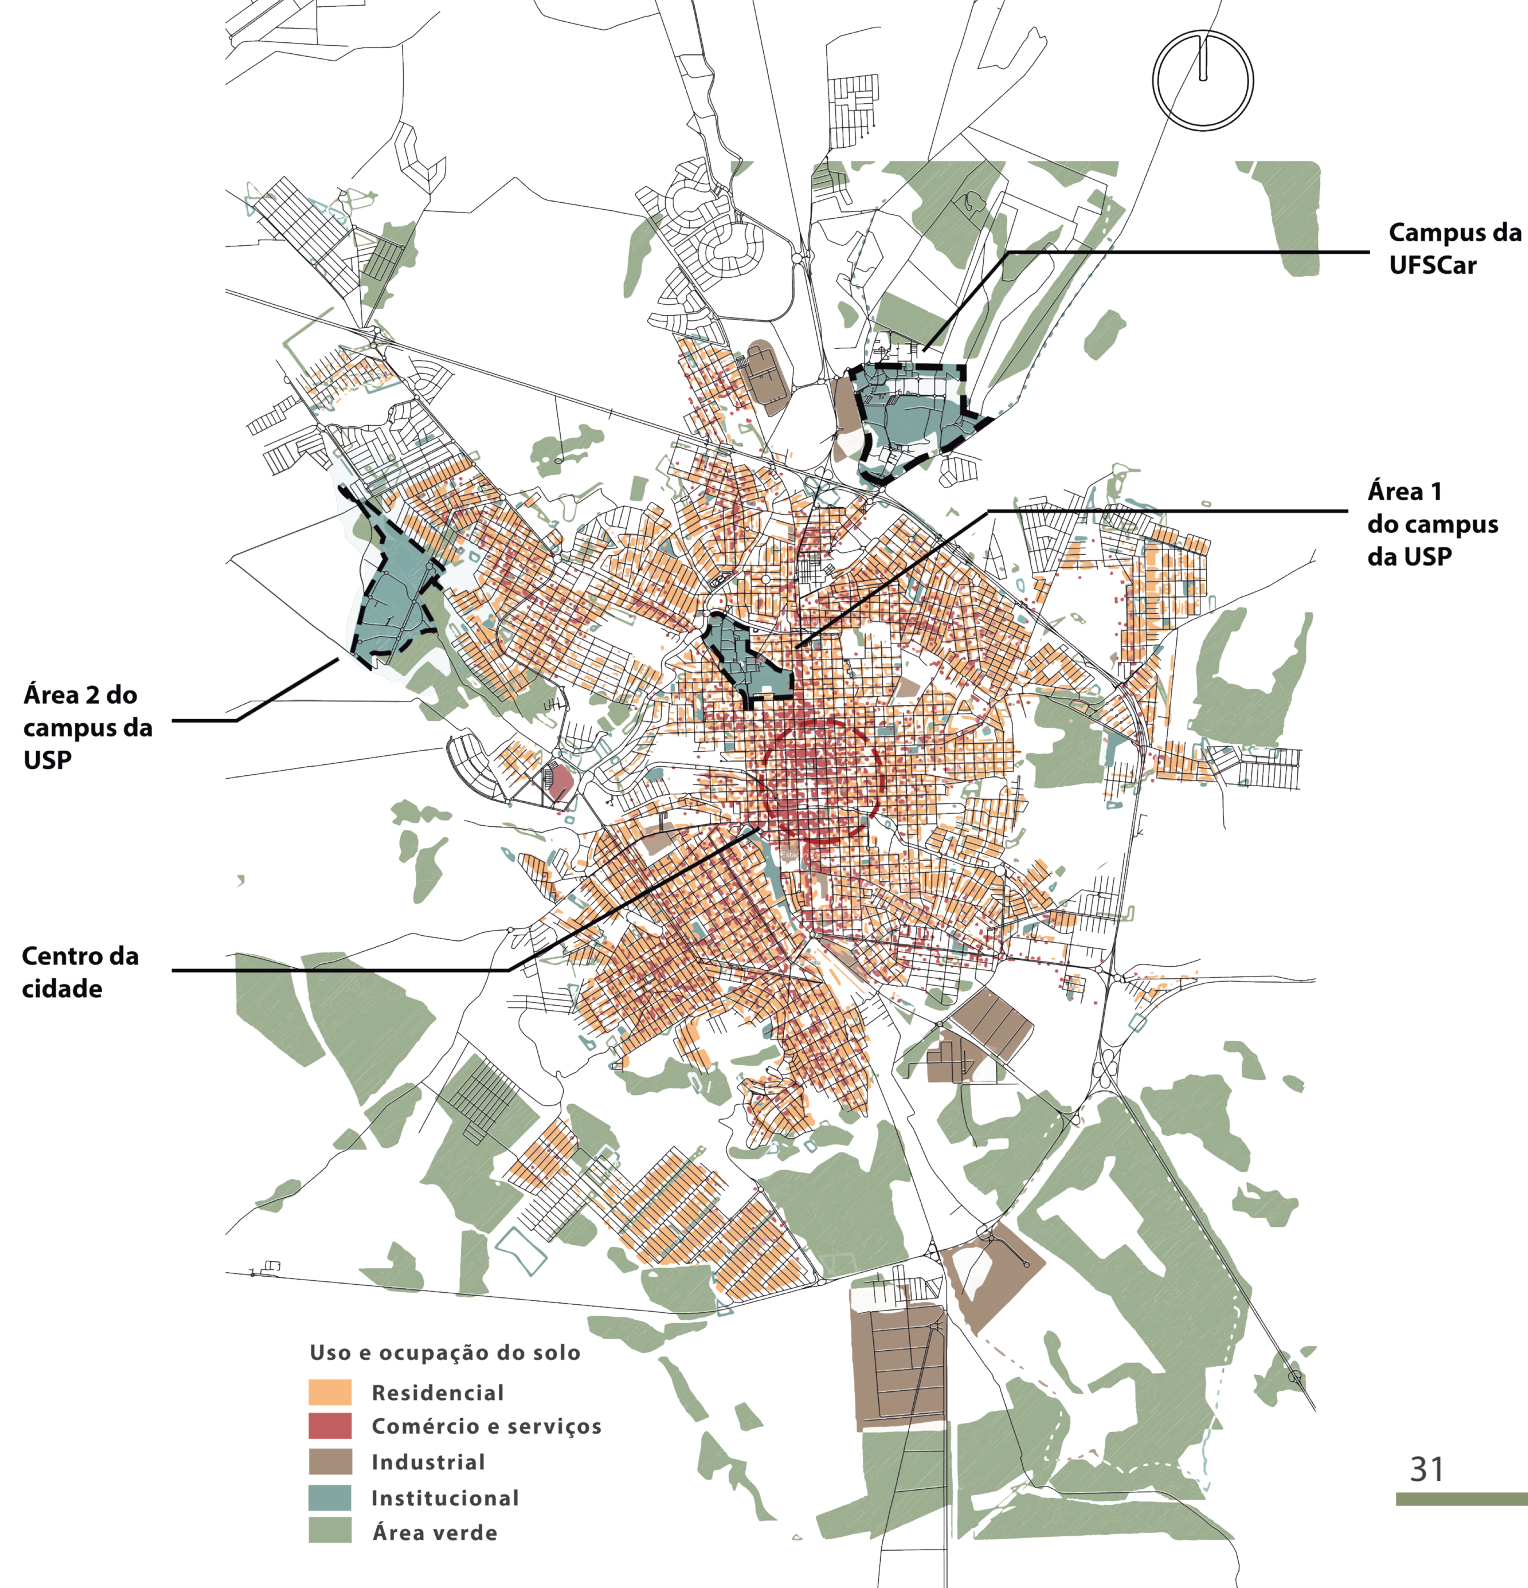 Campus da
UFSCar
Área 1
do campus
da USP
Área 2 do
campus da
USP
Centro da
cidade
Uso e ocupação do solo
Residencial
Comércio e serviços
Industrial
Institucional
Área verde
31